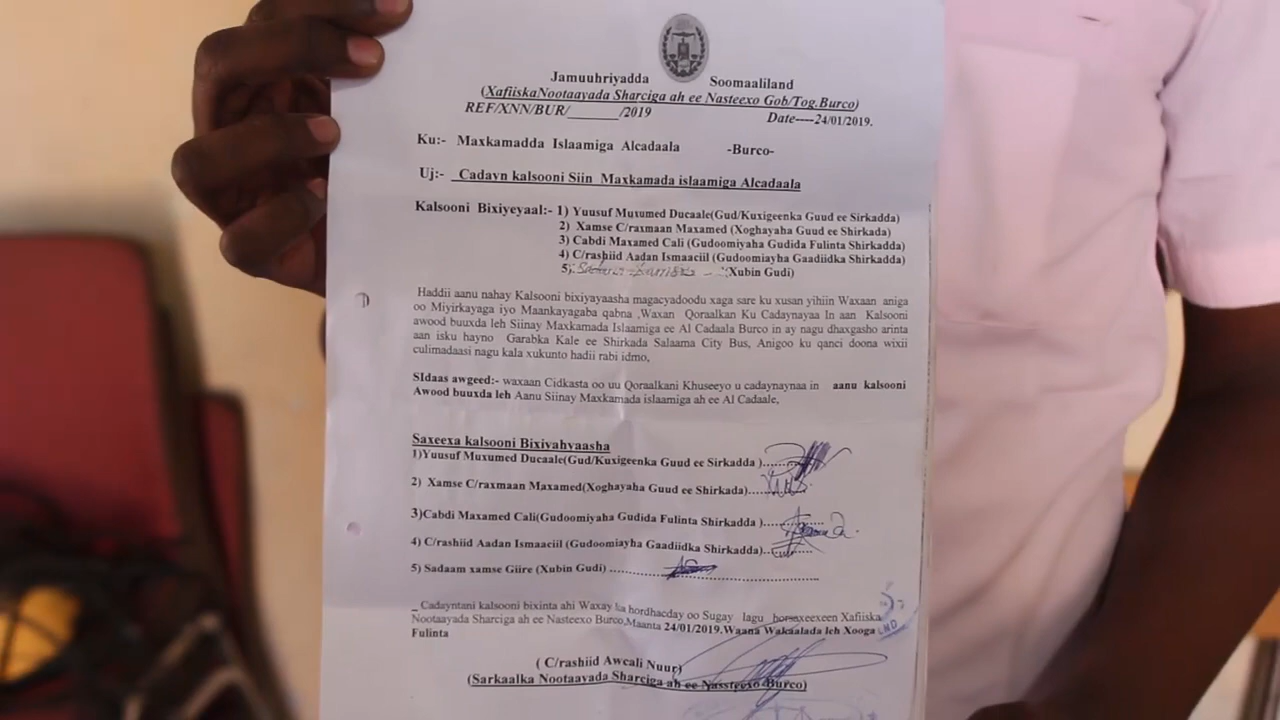 Jamuuhriyadda Soomaaliland
(XafiiskaNootaayada Sharciga ah ee Nasteexo Gob/Tog.Burco)
REF/XNN/BUR/______/2019 Date----24/01/2019.
Ku:- Maxkamadda Islaamiga Alcadaala -Burco-
Uj:- Cadayn kalsooni Siin Maxkamada islaamiga Alcadaala
Kalsooni Bixiyeyaal:- 1) Yuusuf Muxumed Ducaale(Gud/Kuxigeenka Guud ee Sirkadda)
2) Xamse C/raxmaan Maxamed (Xoghayaha Guud ee Shirkada)
3) Cabdi Maxamed Cali (Gudoomiyaha Gudida Fulinta Shirkadda)
4) C/rashiid Aadan Ismaaciil (Gudoomiayha Gaadiidka Shirkadda)
5) (Xubin Gudi)
Haddii aanu nahay Kalsooni bixiyayaasha magacyadoodu xaga sare ku xusan yihiin Waxaan aniga
oo Miyirkayaga iyo Maankayagaba qabna ,Waxan Qoraalkan Ku Cadaynayaa In aan Kalsooni
awood buuxda leh Siinay Maxkamada Islaamiga ee Al Cadaala Burco in ay nagu dhaxgasho arinta
aan isku hayno Garabka Kale ee Shirkada Salaama City Bus, Anigoo ku qanci doona wixii
culimadaasi nagu kala xukunto hadii rabi idmo,
SIdaas awgeed:- waxaan Cidkasta oo uu Qoraalkani Khuseeyo u cadaynaynaa in aanu kalsooni
Awood buuxda leh Aanu Siinay Maxkamada islaamiga ah ee Al Cadaale,
Saxeexa kalsooni Bixiyahyaasha
1)Yuusuf Muxumed Ducaale(Gud/Kuxigeenka Guud ee Sirkadda )......
2) Xamse C/raxmaan Maxamed(Xoghayaha Guud ee Shirkada).....
3)Cabdi Maxamed Cali(Gudoomiyaha Gudida Fulinta Shirkadda )......
4) C/rashiid Aadan Ismaaciil (Gudoomiayha Gaadiidka Shirkadda)..
5) Sadaam xamse Giire (Xubin Gudi) ..........
_ Cadayntani kalsooni bixinta ahi Waxay ka hordhacday oo Sugay lagu horsaxeexeen Xafiiska
Nootaayada Sharciga ah ee Nasteexo Burco,Maanta 24/01/2019.Waana Wakaalada leh Xooga
Fulinta
( C/rashiid Awcali Nuur)
(Sarkaalka Nootaayada Sharciga ah ee Nassteexo Burco)